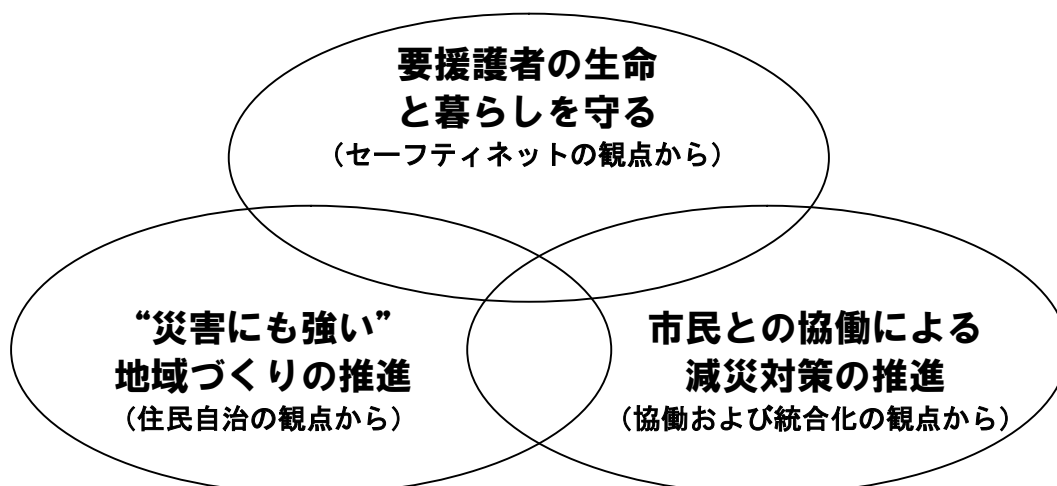 要援護者の生命
と暮らしを守る
（セーフティネットの観点から）
“災害にも強い”
地域づくりの推進
（住民自治の観点から）
市民との協働による
減災対策の推進
（協働および統合化の観点から）